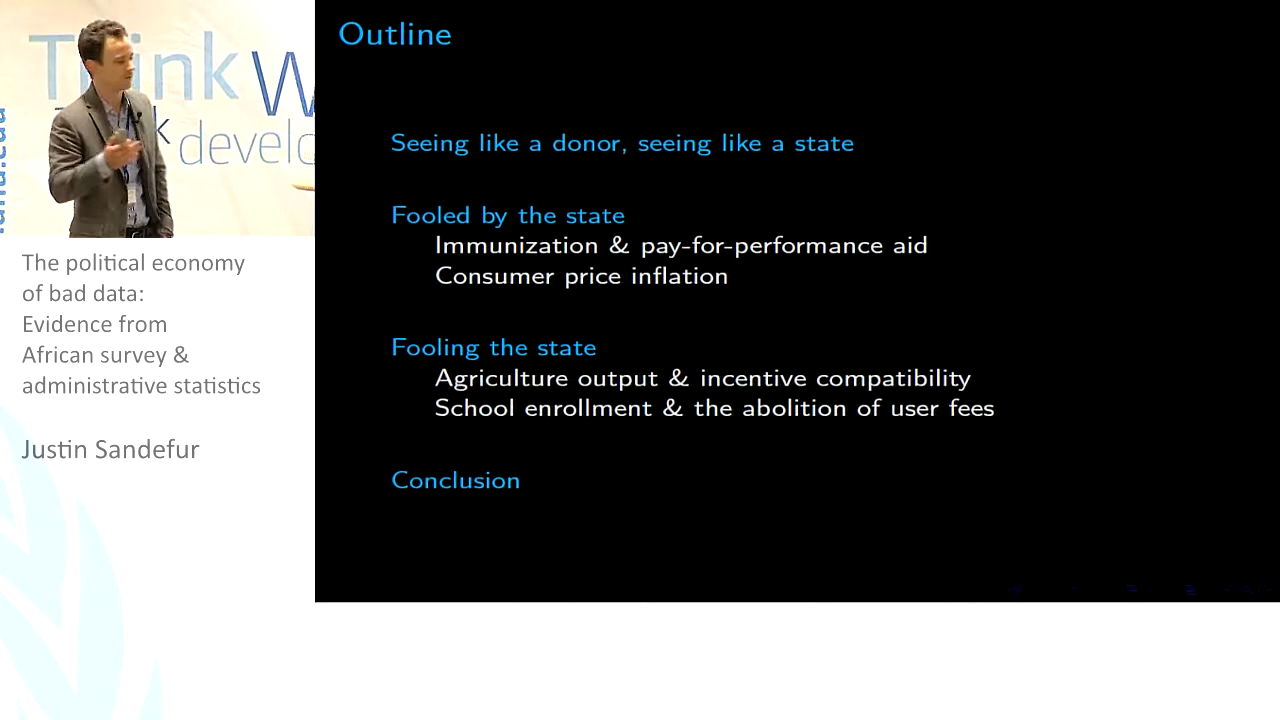 Think W
develo
Outline
Seeing like a donor, seeing like a state
Fooled by the state
Immunization & pay-for-performance aid
Consumer price inflation
Fooling the state
Agriculture output & incentive compatibility
School enrollment & the abolition of user fees
Conclusion
The political economy
of bad data:
Evidence from
African survey &
administrative statistics
Justin Sandefur